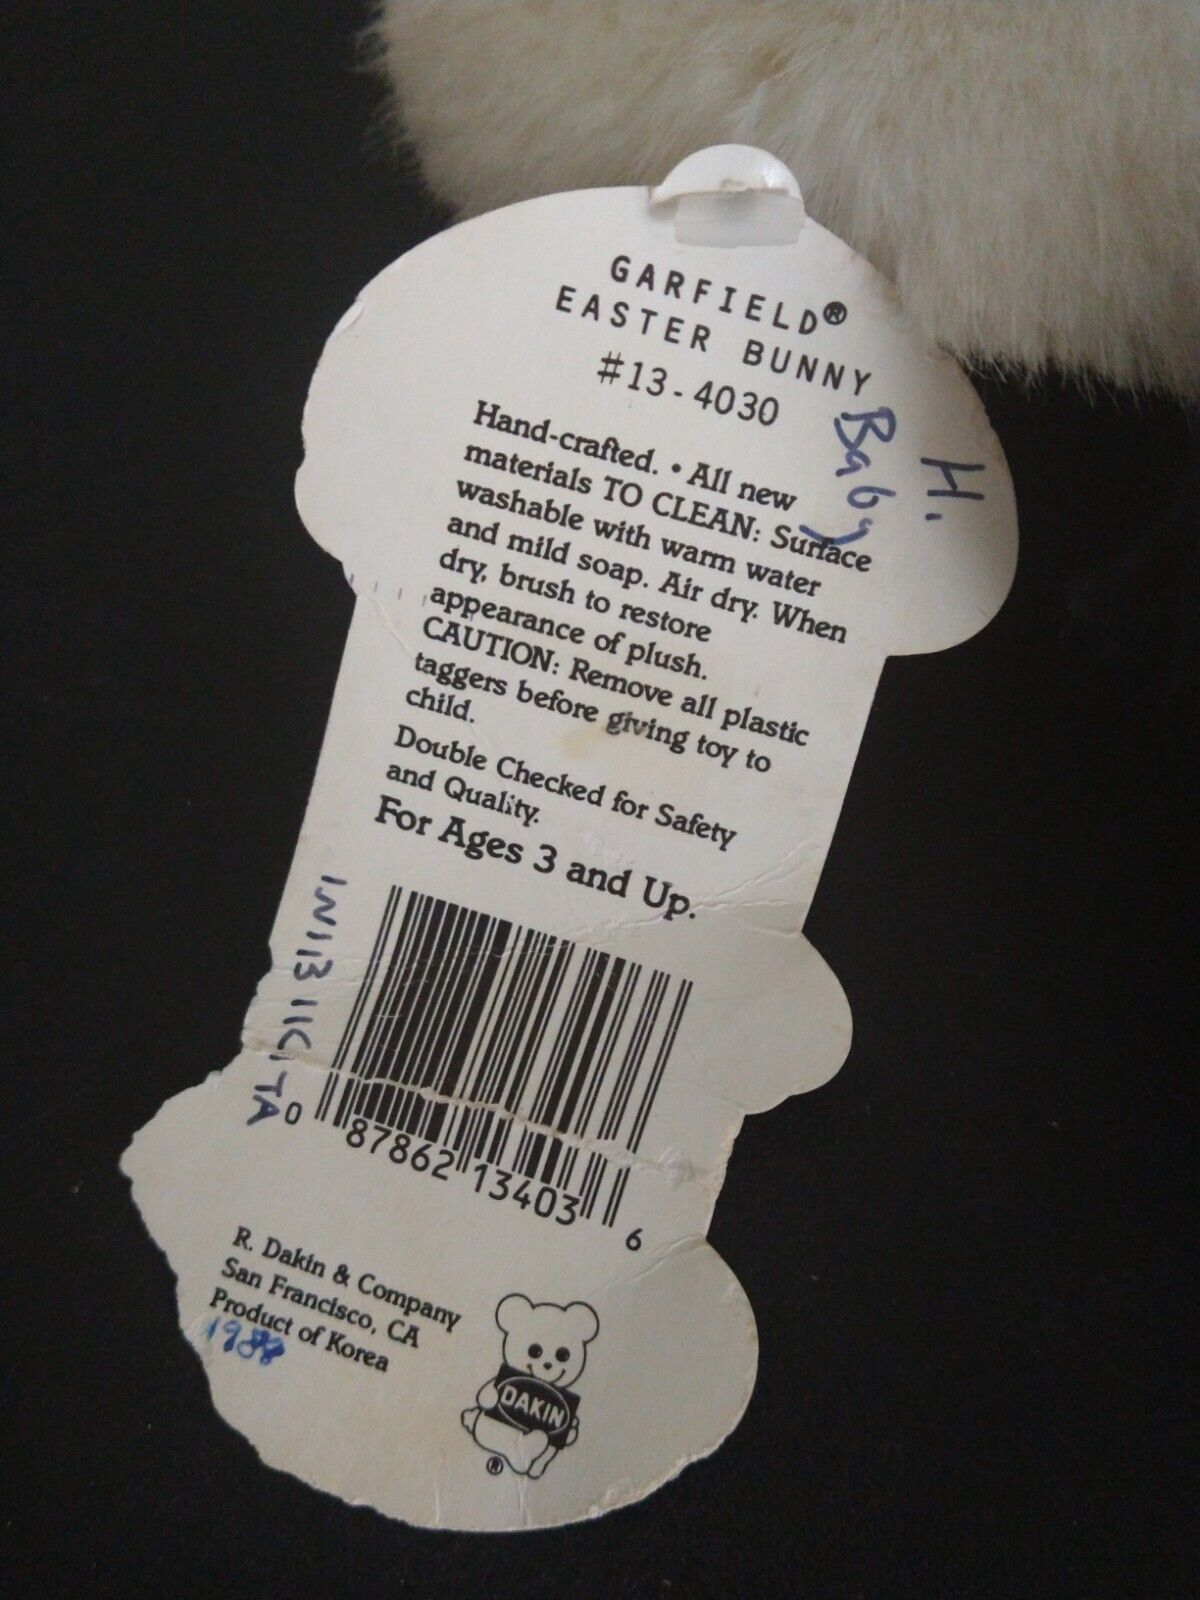 GARFIELD®
EASTER BUNNY
#13-4030
H.
Baby
Hand-crafted. • All new
materials TO CLEAN: Surface
washable with warm water
and mild soap. Air dry. When
dry, brush to restore
appearance of plush.
CAUTION: Remove all plastic
taggers before giving toy to
child.
Double Checked for Safety
and Quality.
For Ages 3 and Up.
0 87862 13403 6
R. Dakin & Company
San Francisco, CA
Product of Korea
1988
DAKIN
®